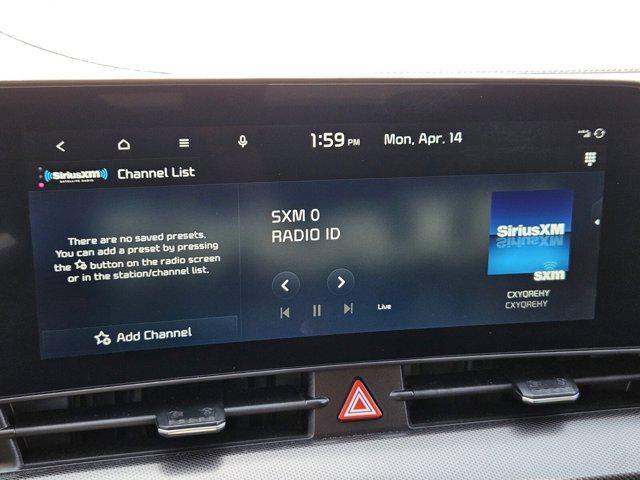 1:59 PM
Mon, Apr. 14
SiriusXM
SATELLITE RADIO
Channel List
There are no saved presets.
You can add a preset by pressing
the button on the radio screen
or in the station/channel list.
Add Channel
SXM 0
RADIO ID
Live
SiriusXM
sxm
CXYQREHY
CXYQREHY